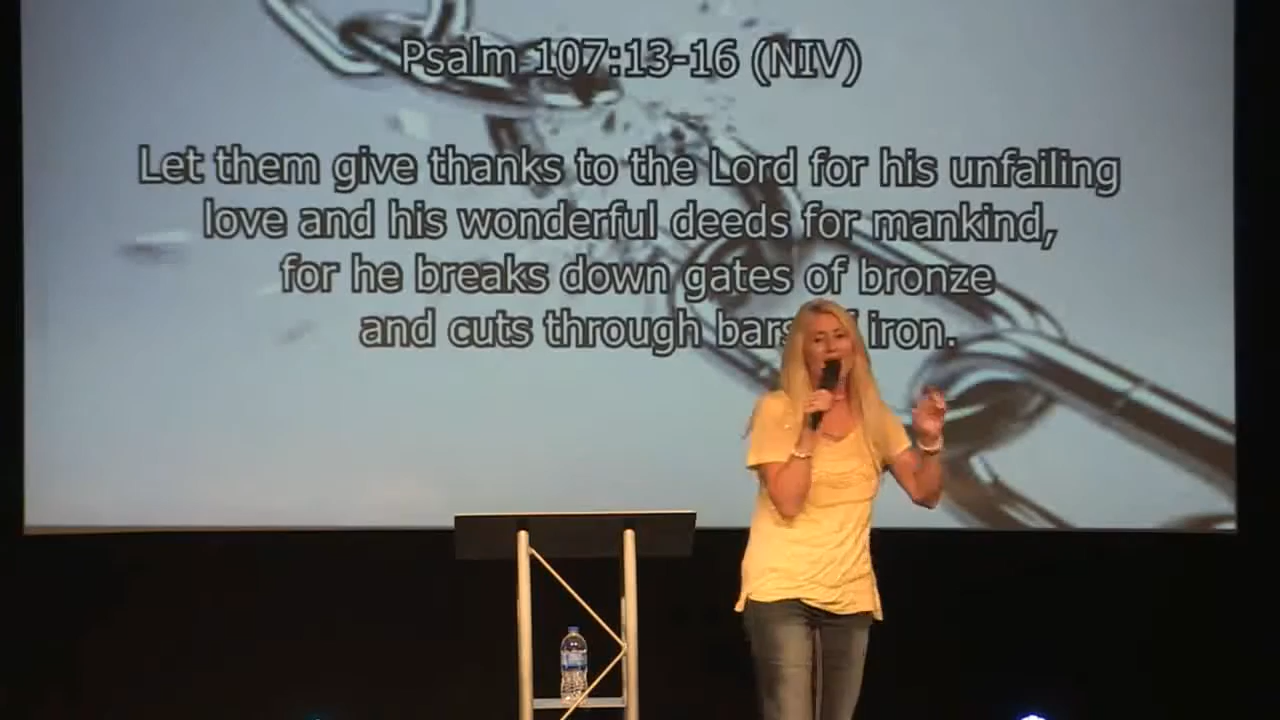 Psalm 107:13-16 (NIV)
Let them give thanks to the Lord for his unfailing
love and his wonderful deeds for mankind,
for he breaks down gates of bronze
and cuts through bars iron.